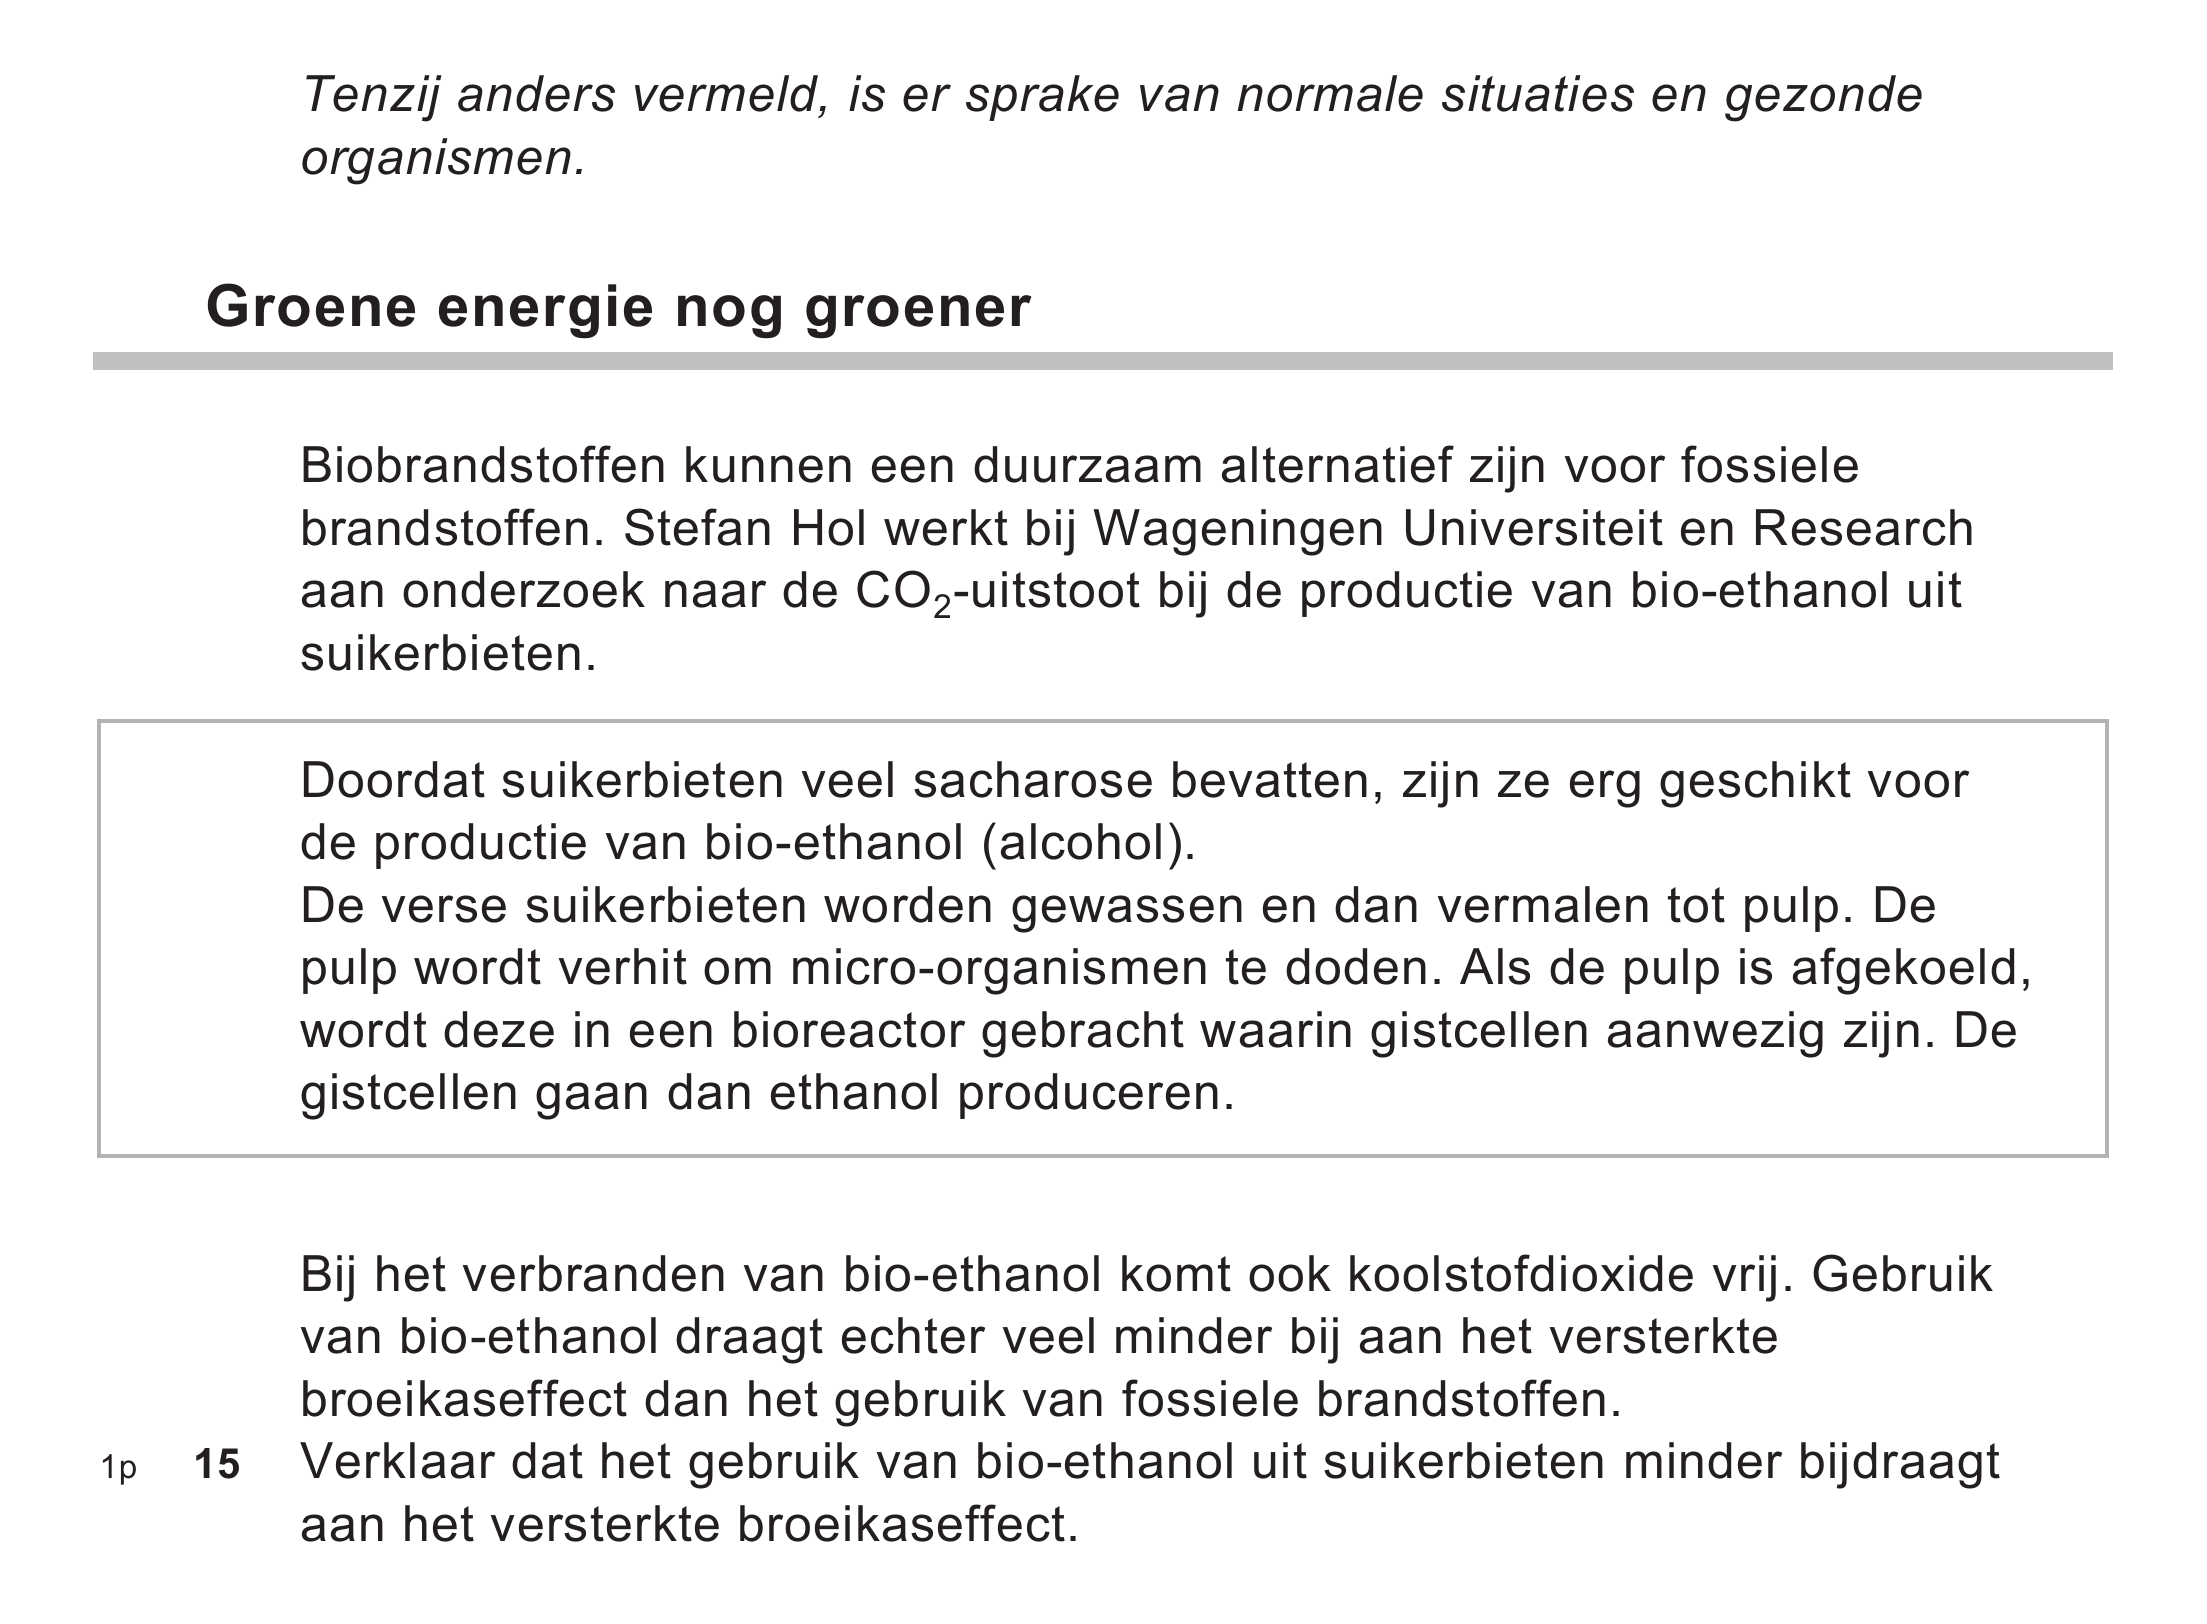 Tenzij anders vermeld, is er sprake van normale situaties en gezonde
organismen.
Groene energie nog groener
Biobrandstoffen kunnen een duurzaam alternatief zijn voor fossiele
brandstoffen. Stefan Hol werkt bij Wageningen Universiteit en Research
aan onderzoek naar de CO₂-uitstoot bij de productie van bio-ethanol uit
suikerbieten.
Doordat suikerbieten veel sacharose bevatten, zijn ze erg geschikt voor
de productie van bio-ethanol (alcohol).
De verse suikerbieten worden gewassen en dan vermalen tot pulp. De
pulp wordt verhit om micro-organismen te doden. Als de pulp is afgekoeld,
wordt deze in een bioreactor gebracht waarin gistcellen aanwezig zijn. De
gistcellen gaan dan ethanol produceren.
Bij het verbranden van bio-ethanol komt ook koolstofdioxide vrij. Gebruik
van bio-ethanol draagt echter veel minder bij aan het versterkte
broeikaseffect dan het gebruik van fossiele brandstoffen.
1p 15 Verklaar dat het gebruik van bio-ethanol uit suikerbieten minder bijdraagt
aan het versterkte broeikaseffect.